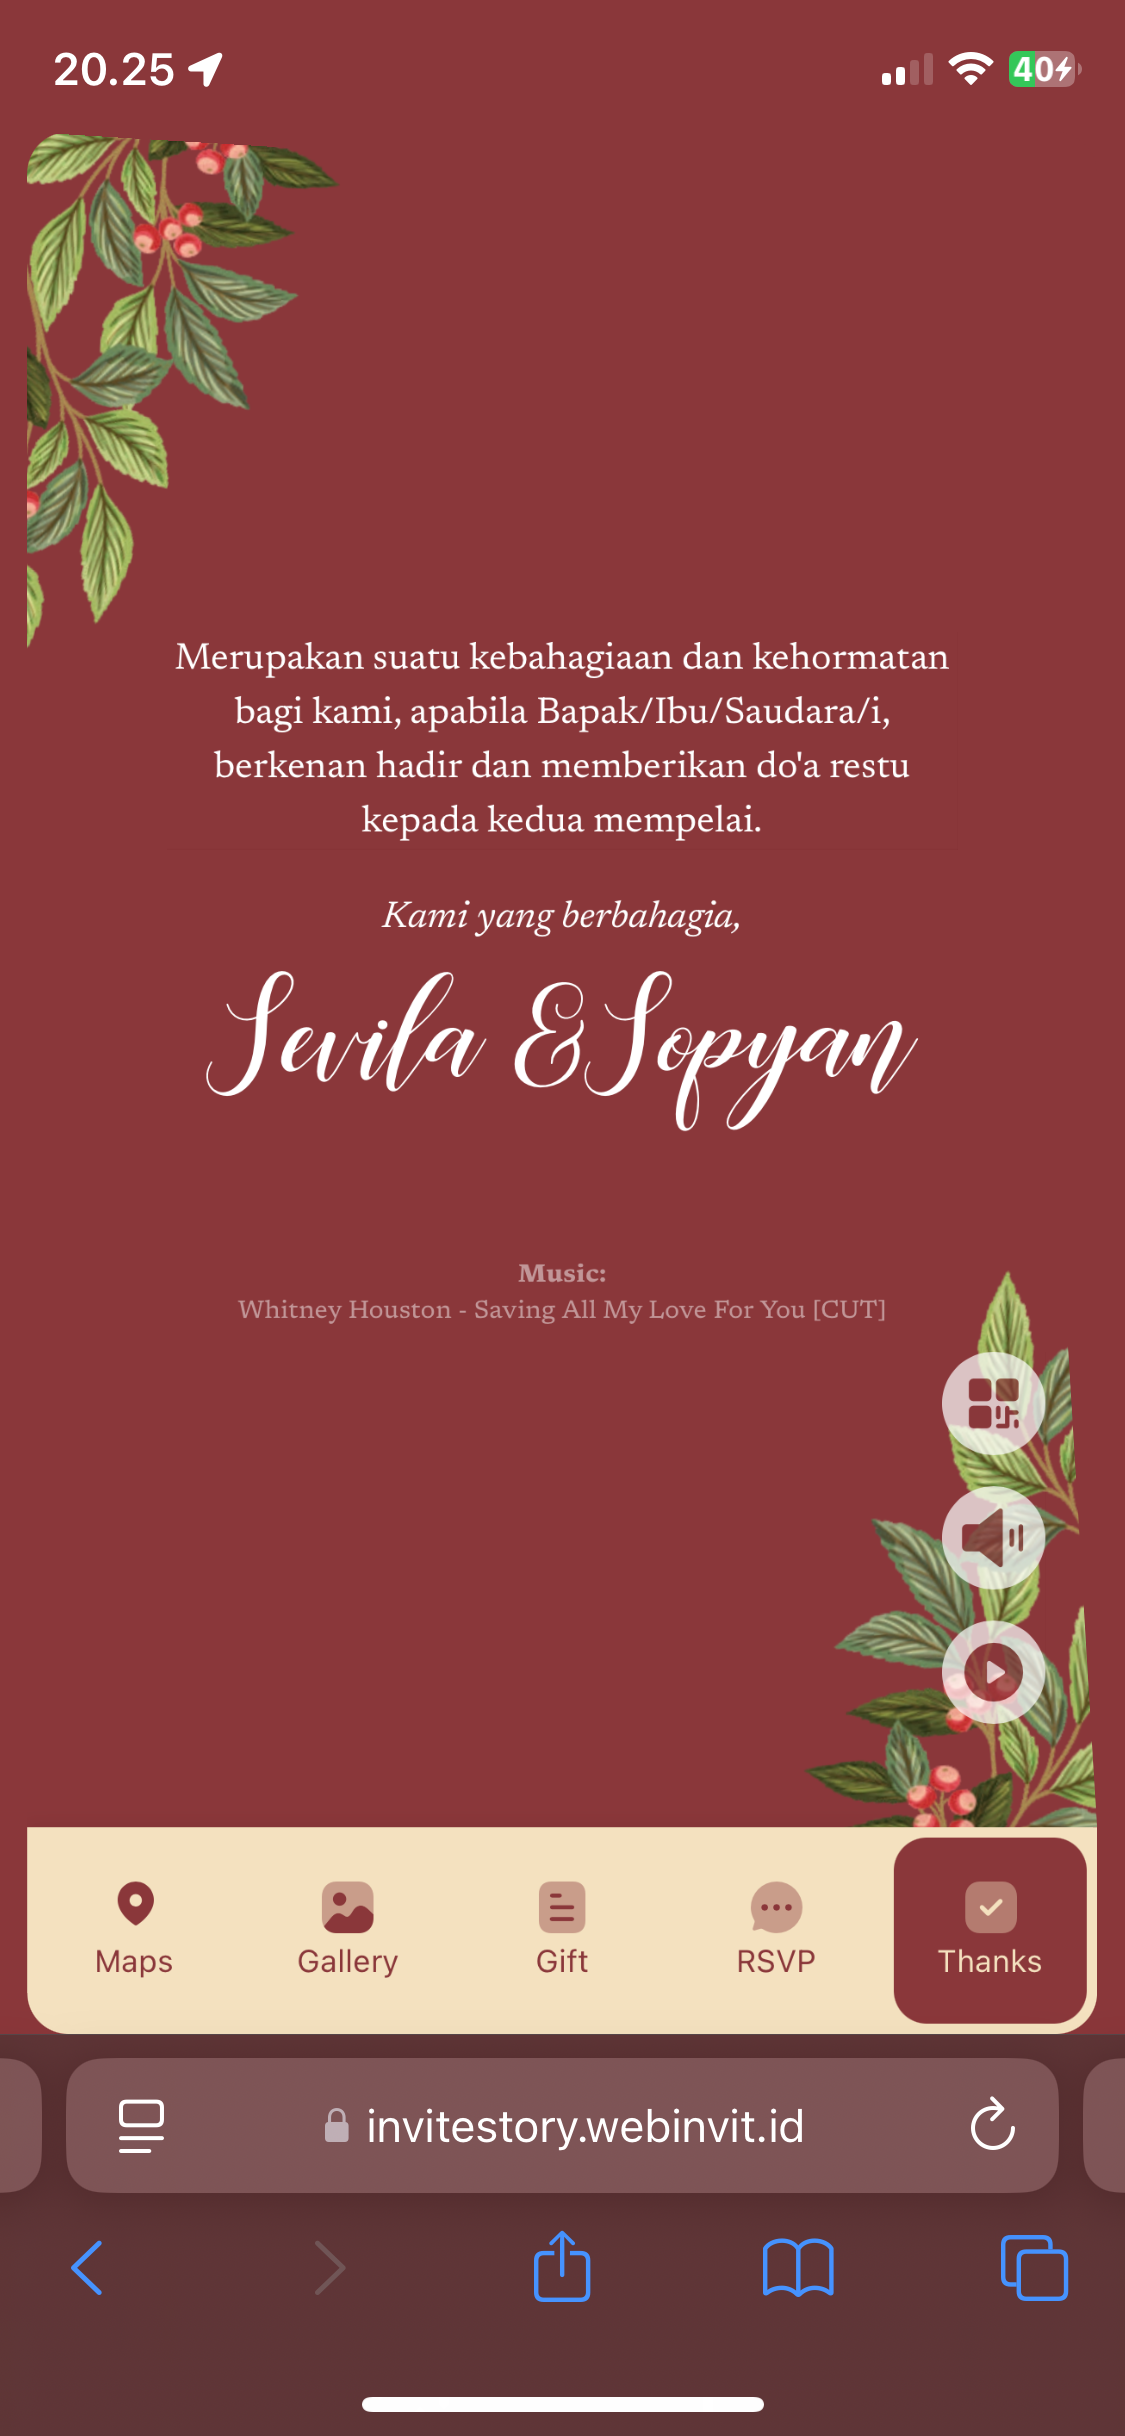 20.25
40
Merupakan suatu kebahagiaan dan kehormatan
bagi kami, apabila Bapak/Ibu/Saudara/i,
berkenan hadir dan memberikan do'a restu
kepada kedua mempelai.
Kami yang berbahagia,
Sevila & Sopyan
Music:
Whitney Houston - Saving All My Love For You [CUT]
Maps
Gallery
Gift
RSVP
Thanks
invitestory.webinvit.id